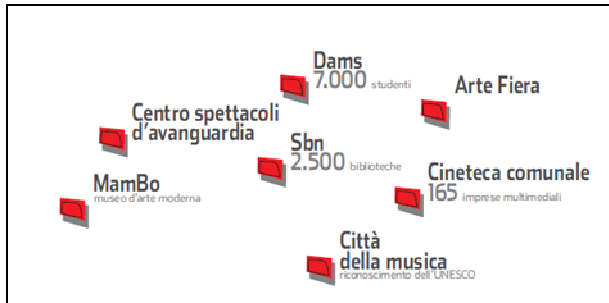 Dams
7.000 studenti
Arte Fiera
Centro spettacoli
d'avanguardia
Sbn
2.500 biblioteche
Cineteca comunale
165 imprese multimediali
MamBo
museo d'arte moderna
Città
della musica
riconoscimento dell'UNESCO